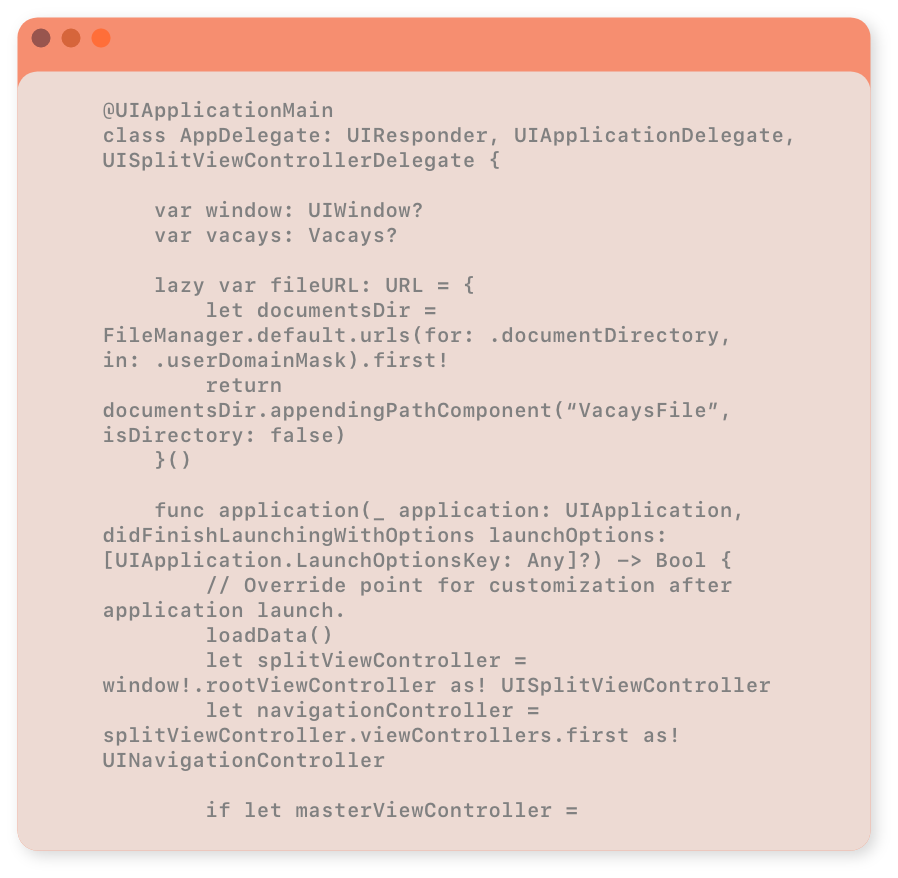 @UIApplicationMain
class AppDelegate: UIResponder, UIApplicationDelegate,
UISplitViewControllerDelegate {
var window: UIWindow?
var vacays: Vacays?
lazy var fileURL: URL = {
let documentsDir =
FileManager.default.urls(for: .documentDirectory,
in: .userDomainMask).first!
return
documentsDir.appendingPathComponent(“VacaysFile”,
isDirectory: false)
}()
func application(_ application: UIApplication,
didFinishLaunchingWithOptions launchOptions:
[UIApplication.LaunchOptionsKey: Any]?) —> Bool {
// Override point for customization after
application launch.
loadData()
let splitViewController =
window!.rootViewController as! UISplitViewController
let navigationController =
splitViewController.viewControllers.first as!
UINavigationController
if let masterViewController =